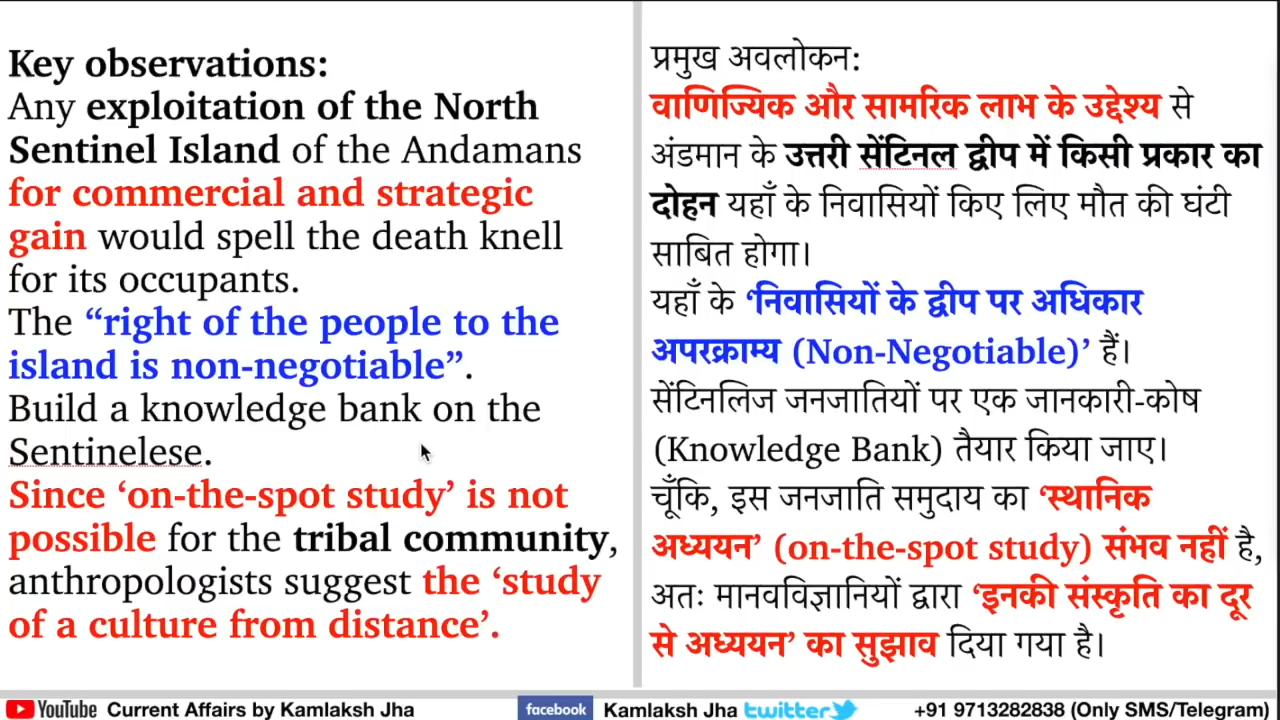 Key observations:
Any exploitation of the North
Sentinel Island of the Andamans
for commercial and strategic
gain would spell the death knell
for its occupants.
The “right of the people to the
island is non-negotiable”.
Build a knowledge bank on the
Sentinelese.
Since ‘on-the-spot study’ is not
possible for the tribal community,
anthropologists suggest the ‘study
of a culture from distance’.
प्रमुख अवलोकन:
वाणिज्यिक और सामरिक लाभ के उद्देश्य से
अंडमान के उत्तरी सेंटिनल द्वीप में किसी प्रकार का
दोहन यहाँ के निवासियों किए लिए मौत की घंटी
साबित होगा।
यहाँ के ‘निवासियों के द्वीप पर अधिकार
अपरक्राम्य (Non-Negotiable)’ हैं।
सेंटिनलिज जनजातियों पर एक जानकारी-कोष
(Knowledge Bank) तैयार किया जाए।
चूँकि, इस जनजाति समुदाय का ‘स्थानिक
अध्ययन’ (on-the-spot study) संभव नहीं है,
अतः मानवविज्ञानियों द्वारा ‘इनकी संस्कृति का दूर
से अध्ययन’ का सुझाव दिया गया है।
YouTube Current Affairs by Kamlaksh Jha facebook Kamlaksh Jha twitter +91 9713282838 (Only SMS/Telegram)